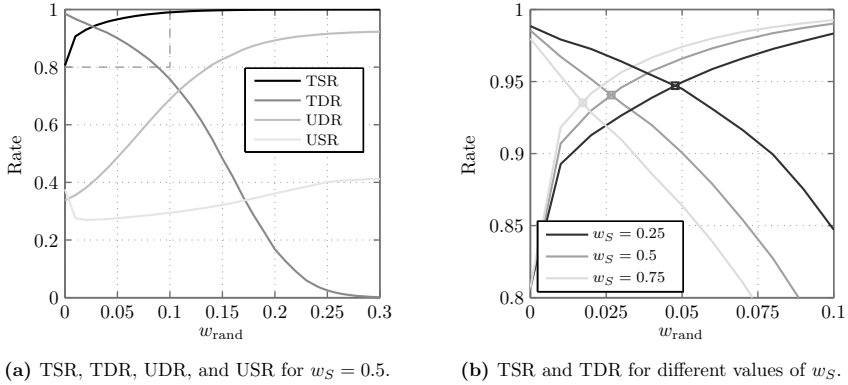 1
0.8
0.6
0.4
0.2
0
Rate
0 0.05 0.1 0.15 0.2 0.25 0.3
w_rand
TSR
TDR
UDR
USR
(a) TSR, TDR, UDR, and USR for w_S = 0.5.
1
0.95
0.9
0.85
0.8
Rate
0 0.025 0.05 0.075 0.1
w_rand
w_S = 0.25
w_S = 0.5
w_S = 0.75
(b) TSR and TDR for different values of w_S.